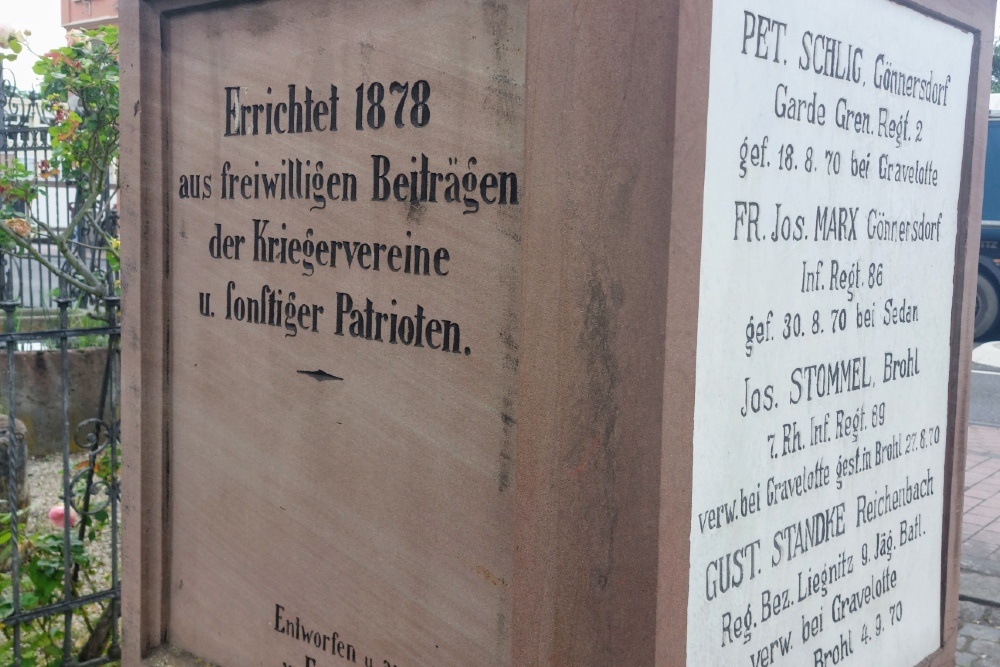 Errichtet 1878
aus freiwilligen Beiträgen
der Kriegervereine
u. ſonſtiger Patrioten.
Entworfen u.
PET. SCHLIG, Gönnersdorf
Garde Gren. Regt. 2
gef. 18. 8. 70 bei Gravelotte
FR. JOS. MARX Gönnersdorf
Inf. Regt. 86
gef. 30. 8. 70 bei Sedan
JOS. STOMMEL, Brohl
7. Rh. Inf. Regt. 69
verw. bei Gravelotte gest. in Brohl 27. 8. 70
GUST. STANDKE Reichenbach
Reg. Bez. Liegnitz 9. Jäg. Batl.
verw. bei Gravelotte
Brohl 4. 9. 70